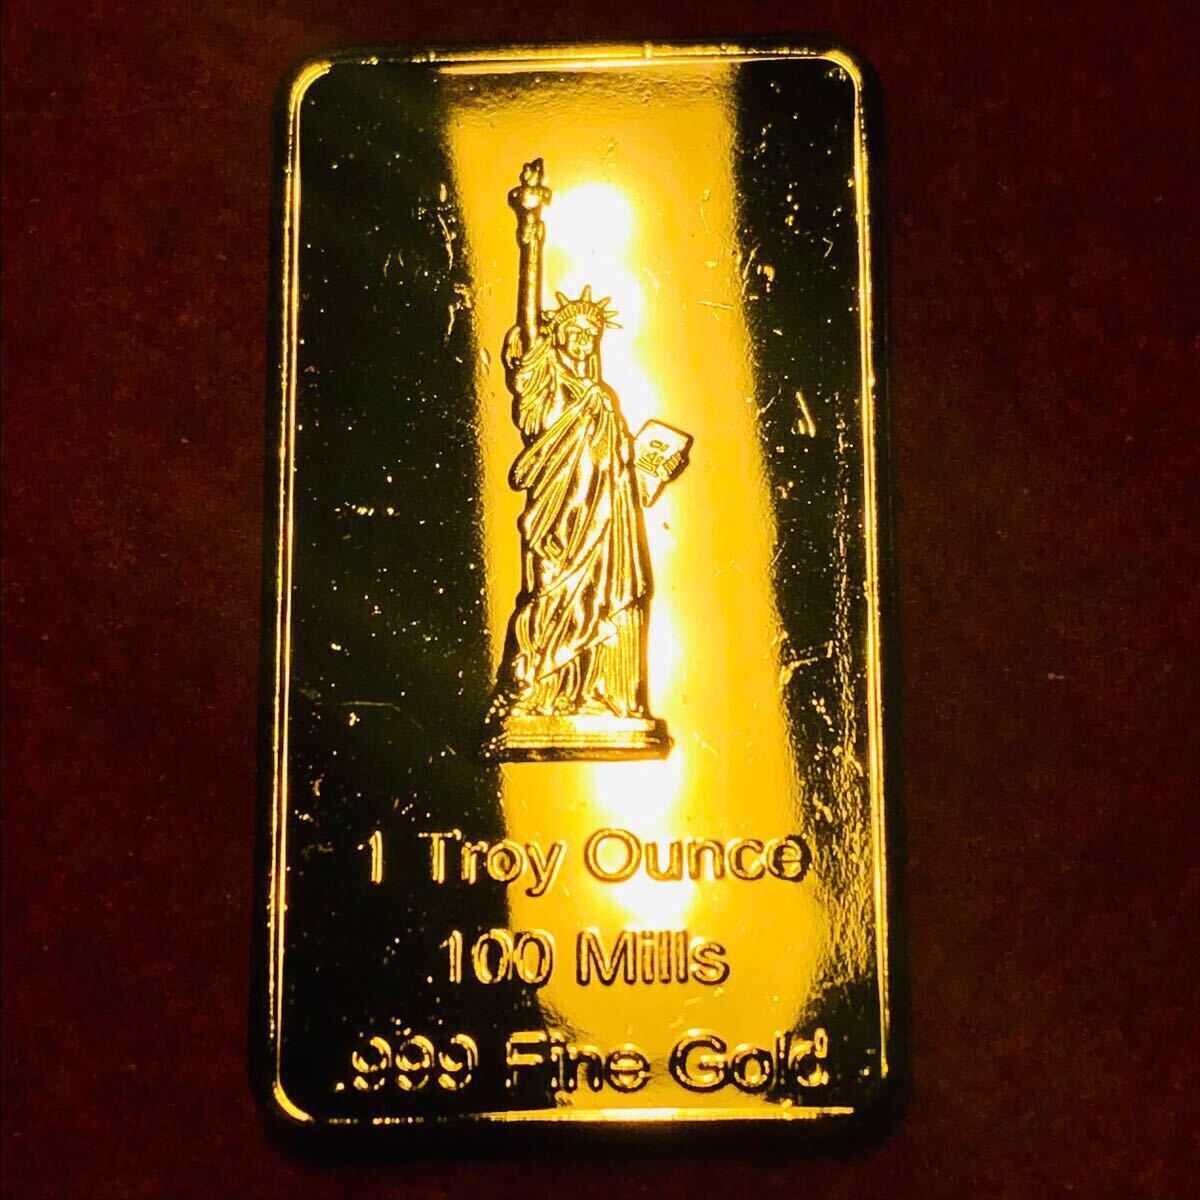 1 Troy Ounce
.100 Mills
.999 Fine Gold